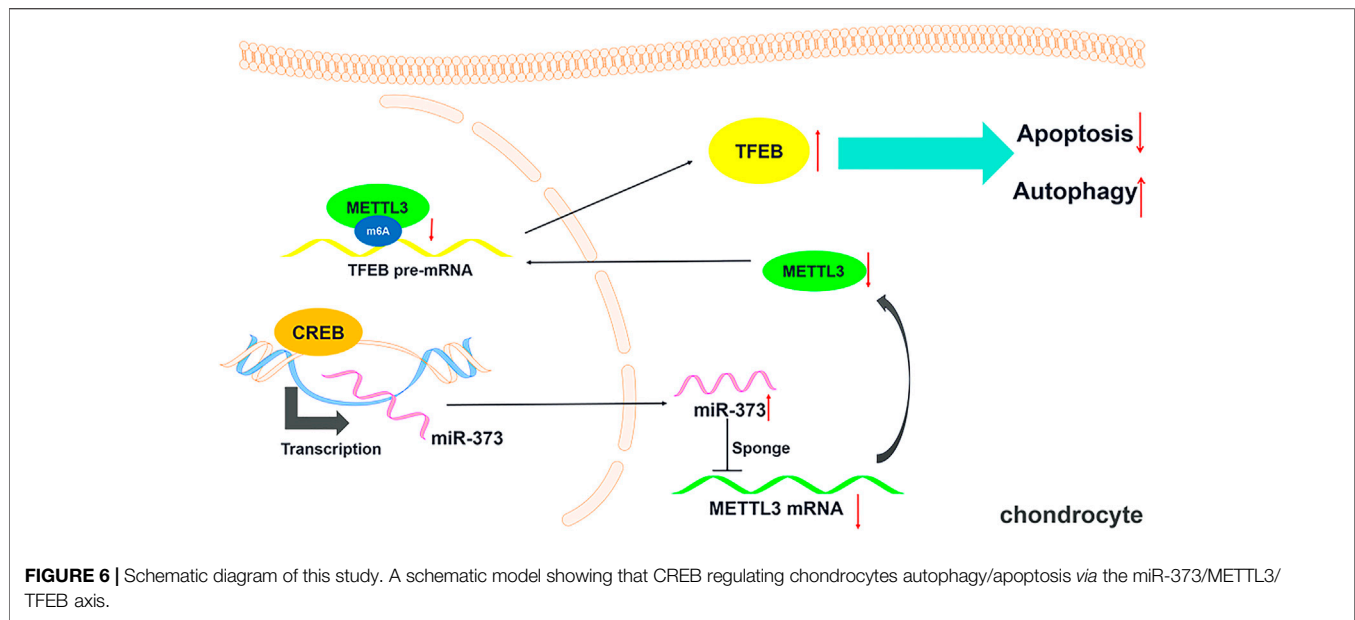 TFEB
Apoptosis
Autophagy
METTL3
m6A
TFEB pre-mRNA
METTL3
CREB
miR-373
Transcription
miR-373
Sponge
METTL3 mRNA
chondrocyte
FIGURE 6 | Schematic diagram of this study. A schematic model showing that CREB regulating chondrocytes autophagy/apoptosis via the miR-373/METTL3/
TFEB axis.